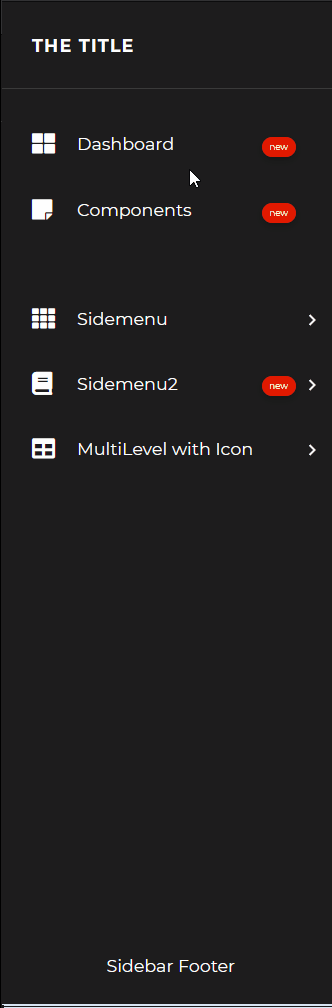 THE TITLE
Dashboard new
Components new
Sidemenu
Sidemenu2 new
MultiLevel with Icon
Sidebar Footer